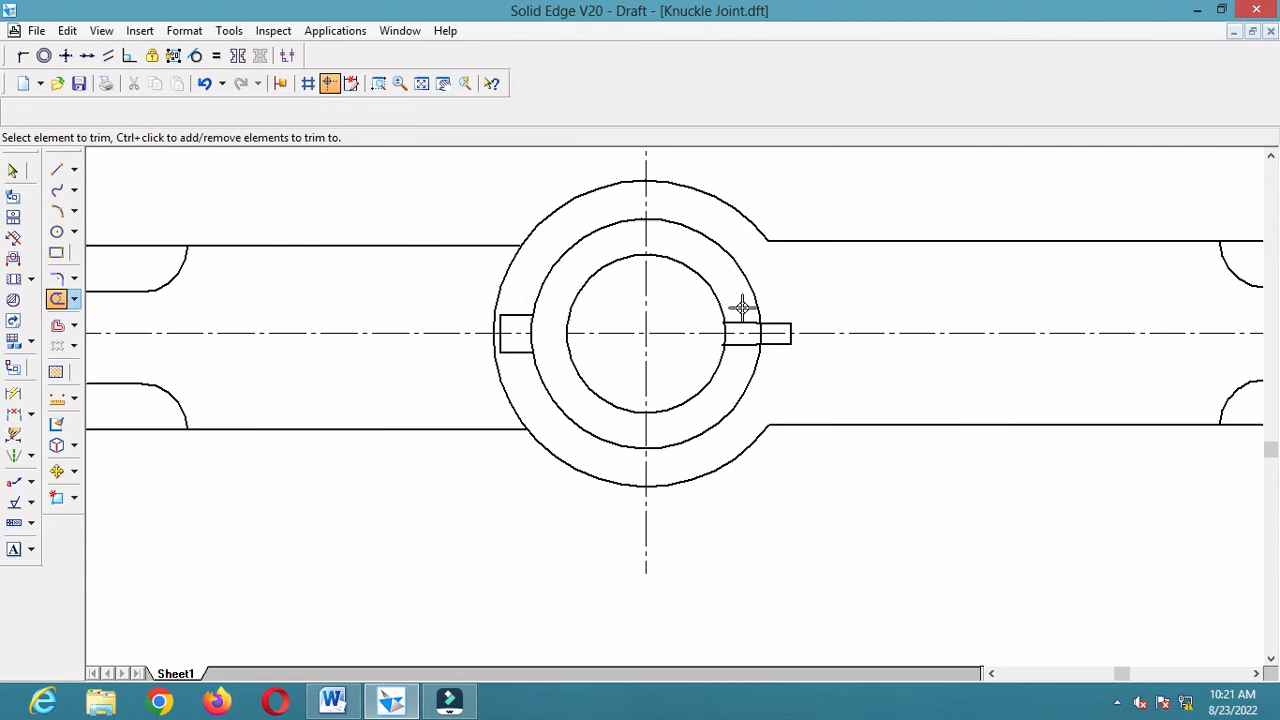 Solid Edge V20 - Draft - [Knuckle Joint.dft]
File Edit View Insert Format Tools Inspect Applications Window Help
Select element to trim, Ctrl+click to add/remove elements to trim to.
Sheet1
10:21 AM
8/23/2022